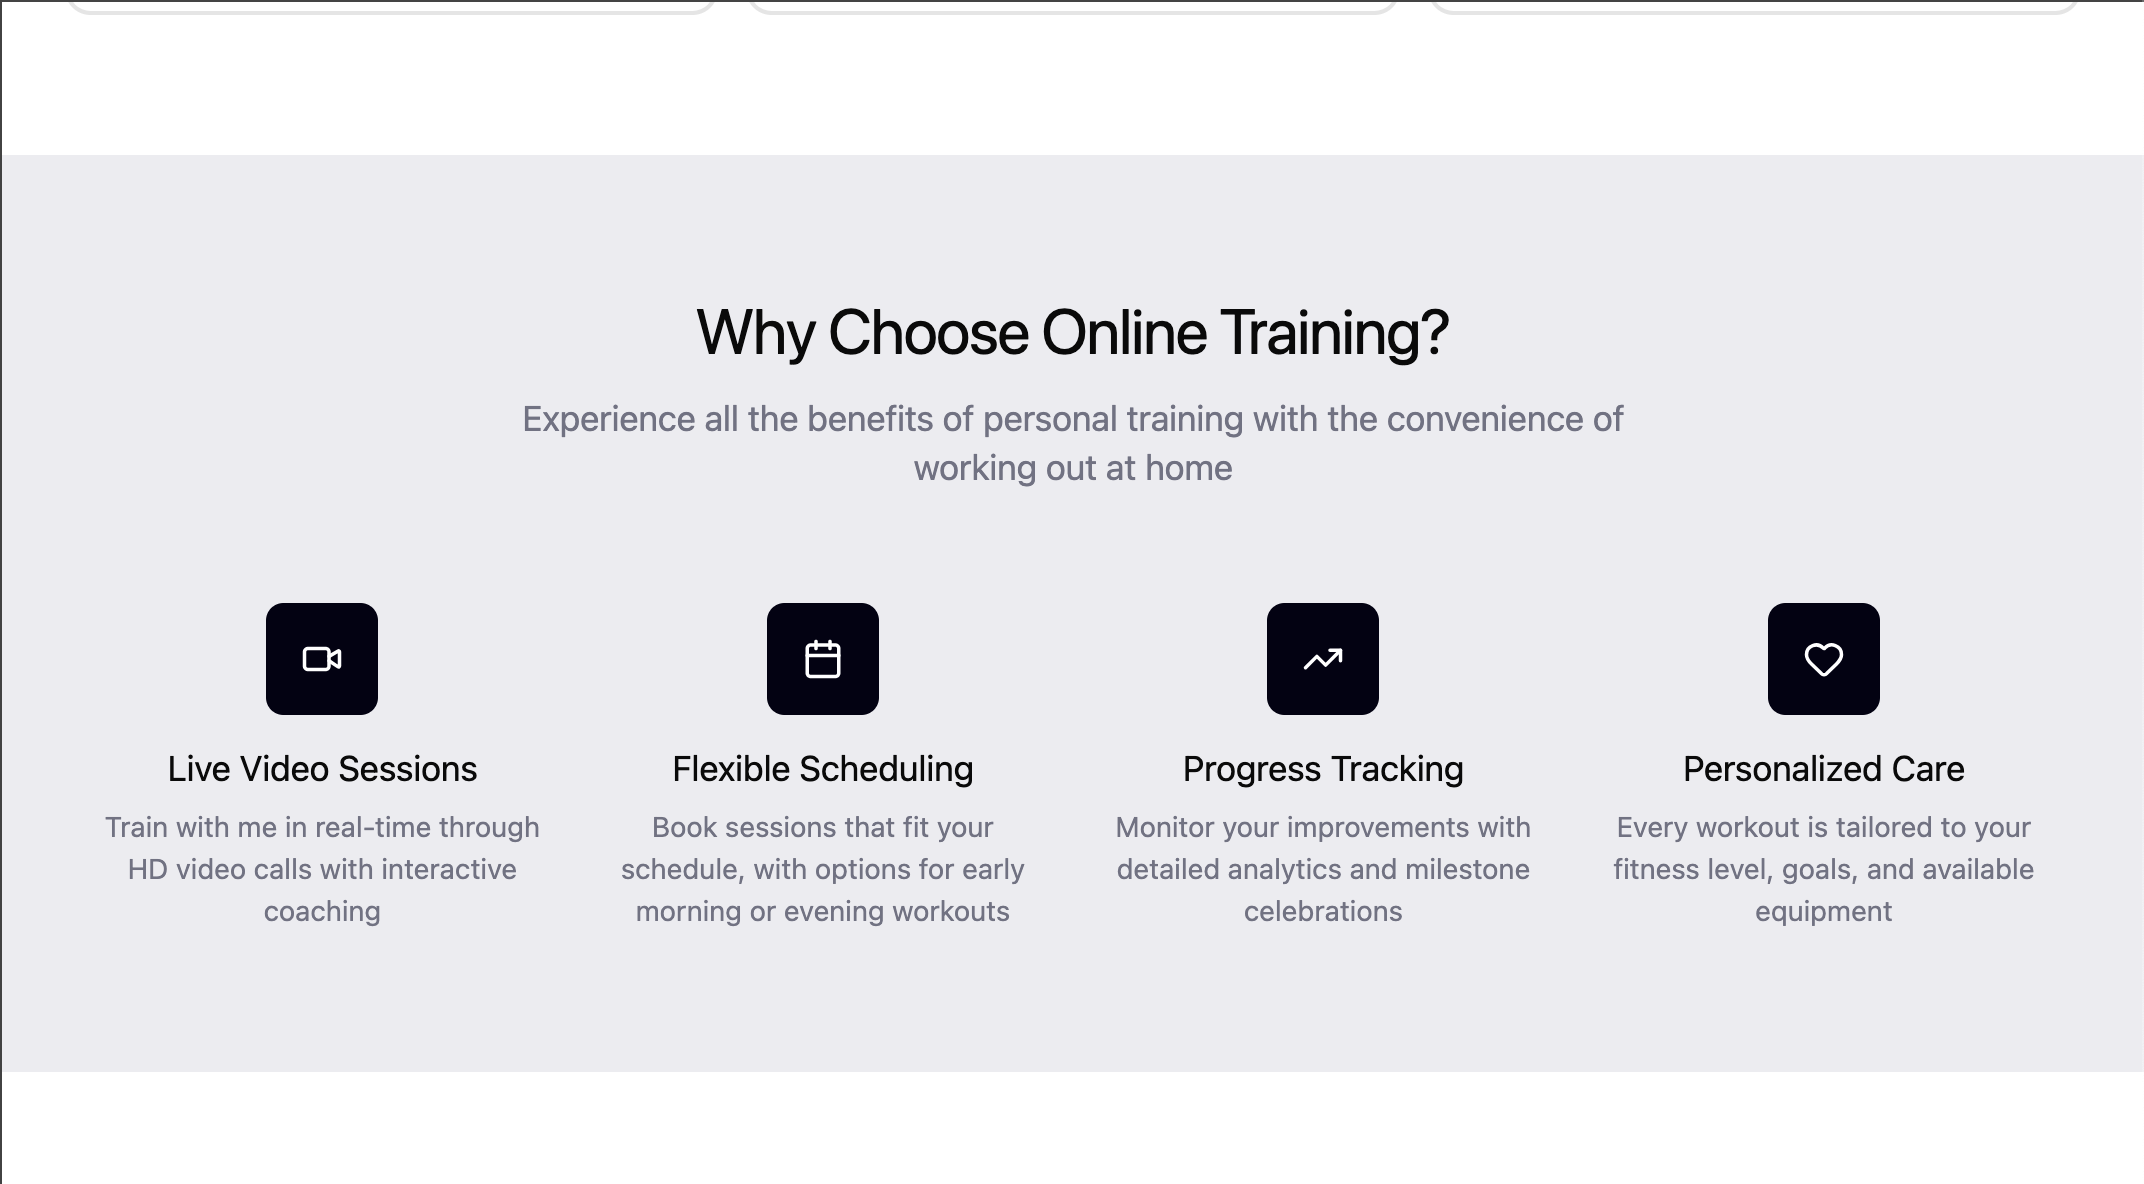 Why Choose Online Training?
Experience all the benefits of personal training with the convenience of
working out at home
Live Video Sessions
Train with me in real-time through
HD video calls with interactive
coaching
Flexible Scheduling
Book sessions that fit your
schedule, with options for early
morning or evening workouts
Progress Tracking
Monitor your improvements with
detailed analytics and milestone
celebrations
Personalized Care
Every workout is tailored to your
fitness level, goals, and available
equipment